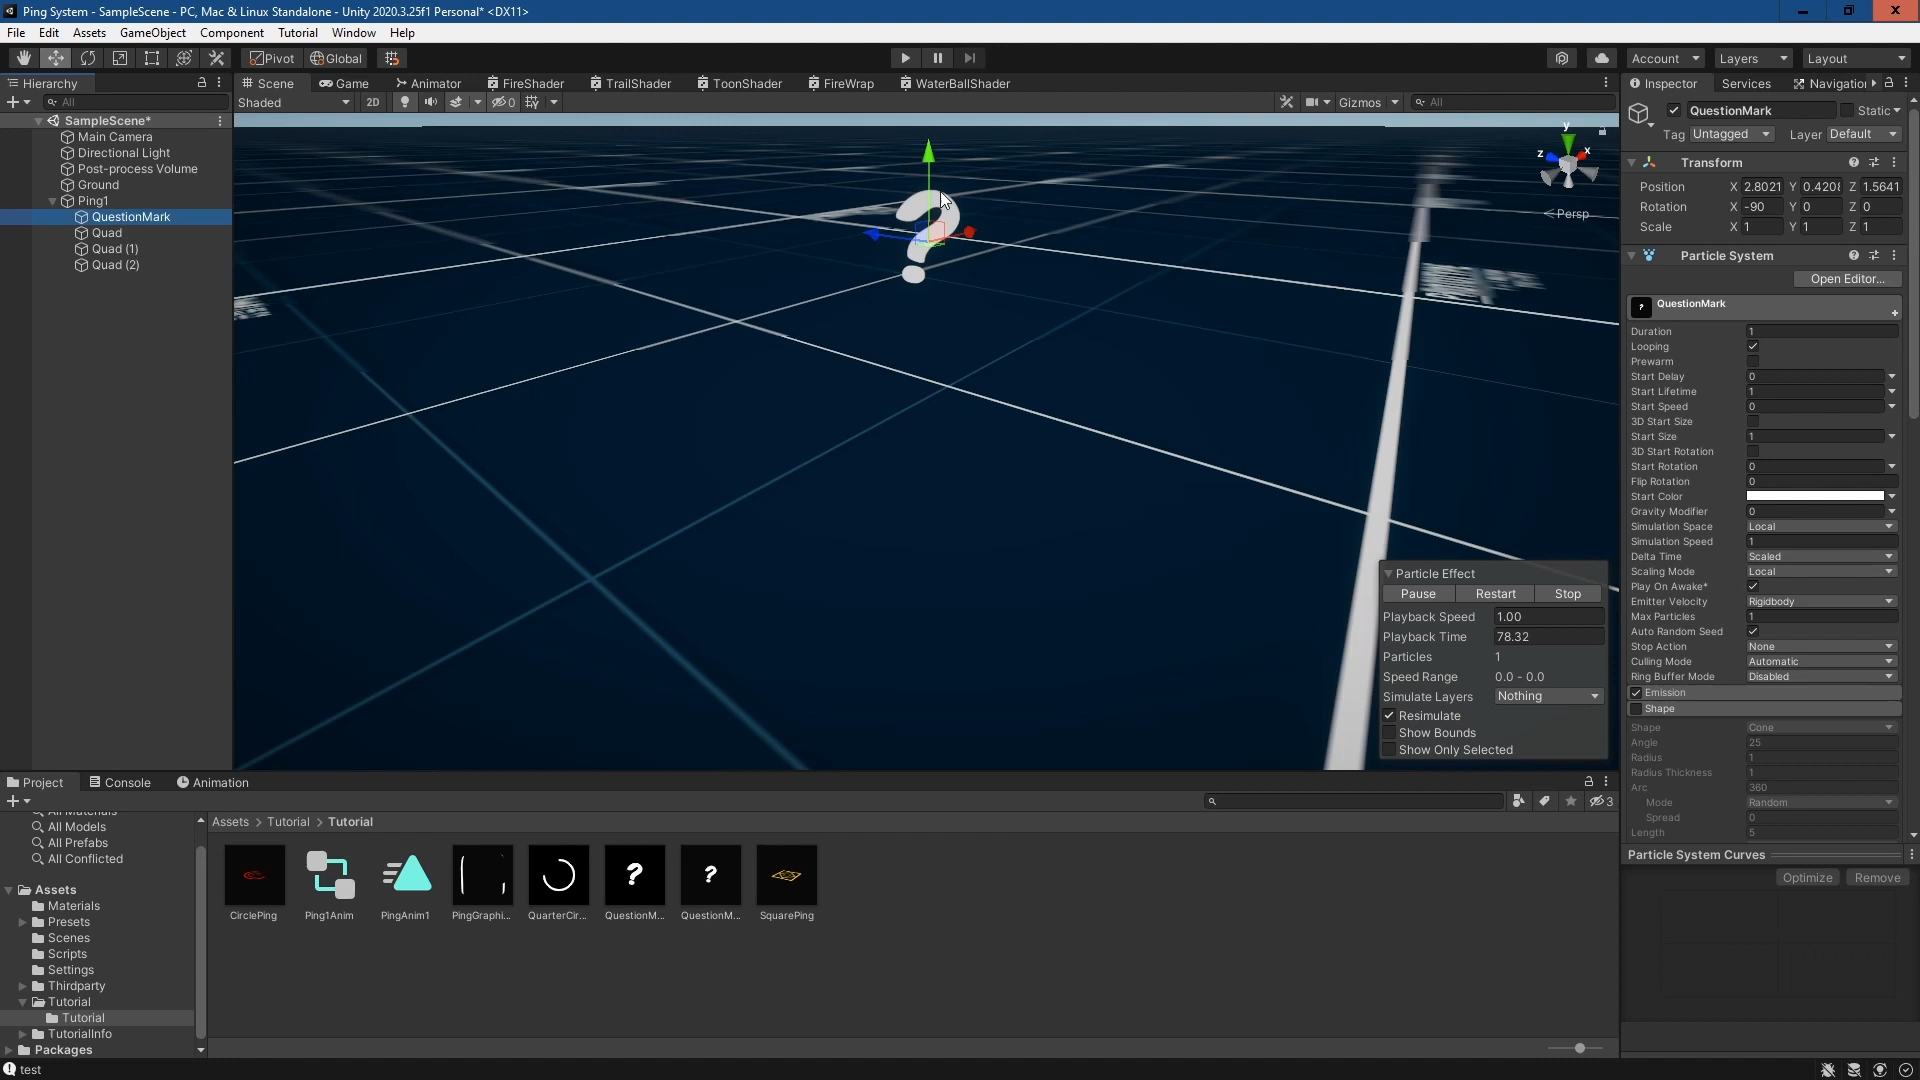 Ping System - SampleScene - PC, Mac & Linux Standalone - Unity 2020.3.25f1 Personal* <DX11>
File Edit Assets GameObject Component Tutorial Window Help
Pivot Global Account Layers Layout
Hierarchy
All
SampleScene*
Main Camera
Directional Light
Post-process Volume
Ground
Ping1
QuestionMark
Quad
Quad (1)
Quad (2)
Scene Game Animator FireShader TrailShader ToonShader FireWrap WaterBallShader
Shaded 2D 0 Gizmos All
y
z x
Persp
?
Particle Effect
Pause Restart Stop
Playback Speed 1.00
Playback Time 78.32
Particles 1
Speed Range 0.0 - 0.0
Simulate Layers Nothing
Resimulate
Show Bounds
Show Only Selected
Inspector Services Navigation
QuestionMark Static
Tag Untagged Layer Default
Transform
Position X 2.8021 Y 0.4208 Z 1.5641
Rotation X -90 Y 0 Z 0
Scale X 1 Y 1 Z 1
Particle System
Open Editor...
QuestionMark
Duration 1
Looping
Prewarm
Start Delay 0
Start Lifetime 1
Start Speed 0
3D Start Size
Start Size 1
3D Start Rotation
Start Rotation 0
Flip Rotation 0
Start Color
Gravity Modifier 0
Simulation Space Local
Simulation Speed 1
Delta Time Scaled
Scaling Mode Local
Play On Awake*
Emitter Velocity Rigidbody
Max Particles 1
Auto Random Seed
Stop Action None
Culling Mode Automatic
Ring Buffer Mode Disabled
Emission
Shape
Shape Cone
Angle 25
Radius 1
Radius Thickness 1
Arc 360
Mode Random
Spread 0
Length 5
Particle System Curves
Optimize Remove
Project Console Animation
3
All Models
All Prefabs
All Conflicted
Assets
Materials
Presets
Scenes
Scripts
Settings
Thirdparty
Tutorial
Tutorial
TutorialInfo
Packages
Assets > Tutorial > Tutorial
? ?
CirclePing Ping1Anim PingAnim1 PingGraphi... QuarterCir... QuestionM... QuestionM... SquarePing
test